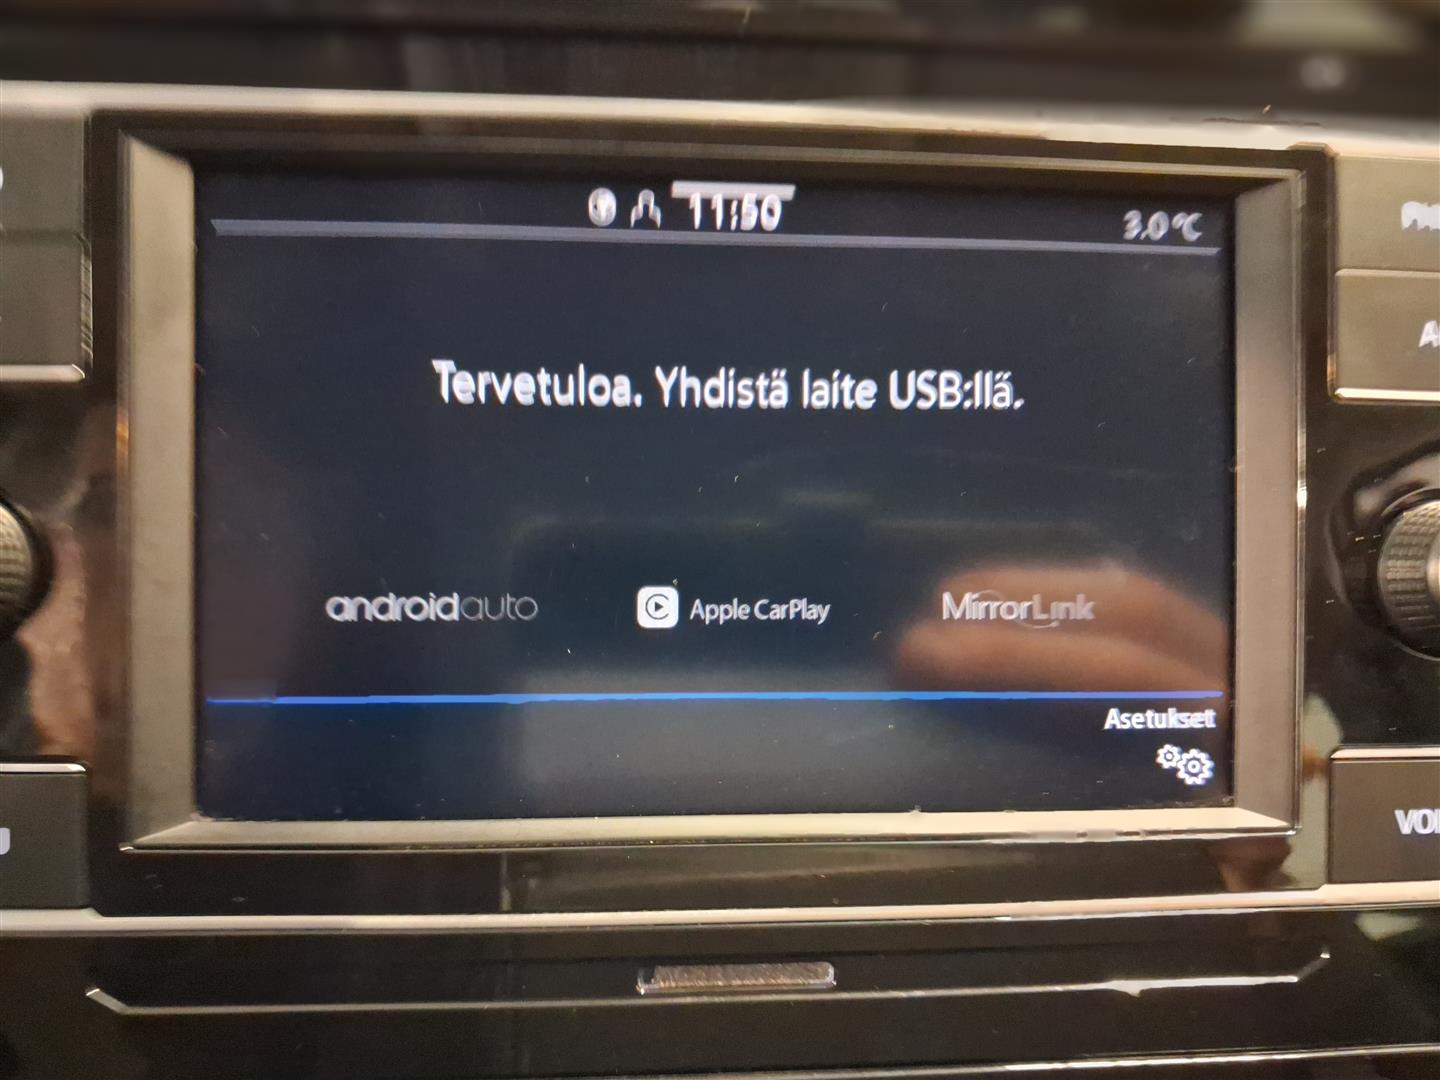 11:50
3.0°C
Tervetuloa. Yhdistä laite USB:llä.
androidauto
Apple CarPlay
MirrorLink
Asetukset